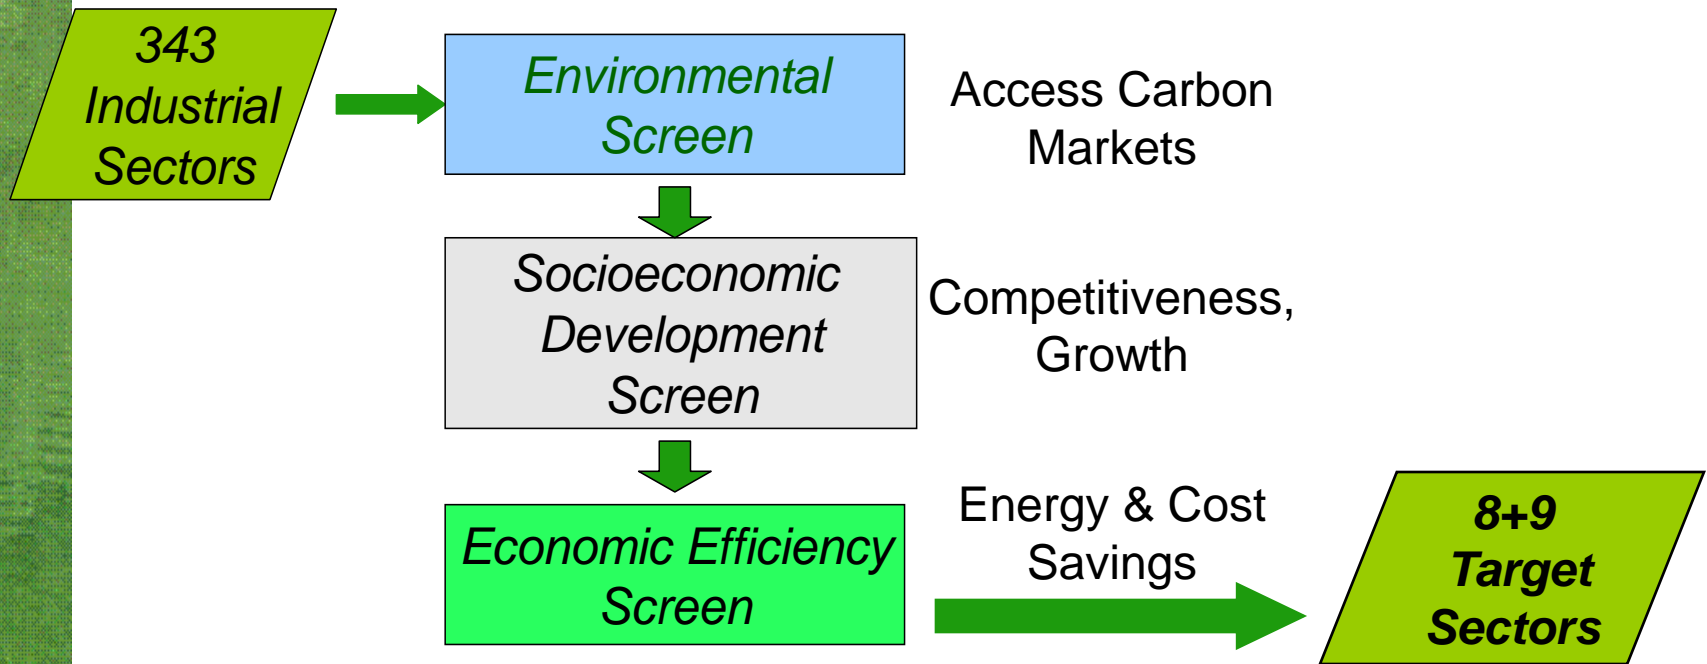 343
Industrial
Sectors
Environmental
Screen
Access Carbon
Markets
Socioeconomic
Development
Screen
Competitiveness,
Growth
Economic Efficiency
Screen
Energy & Cost
Savings
8+9
Target
Sectors